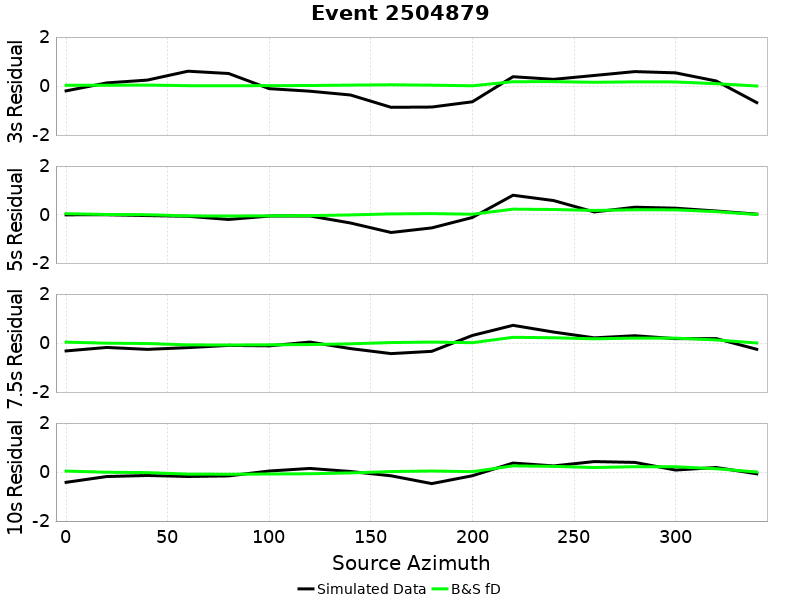 Event 2504879
3s Residual
2
0
-2
5s Residual
2
0
-2
7.5s Residual
2
0
-2
10s Residual
2
0
-2
0 50 100 150 200 250 300
Source Azimuth
Simulated Data B&S fD